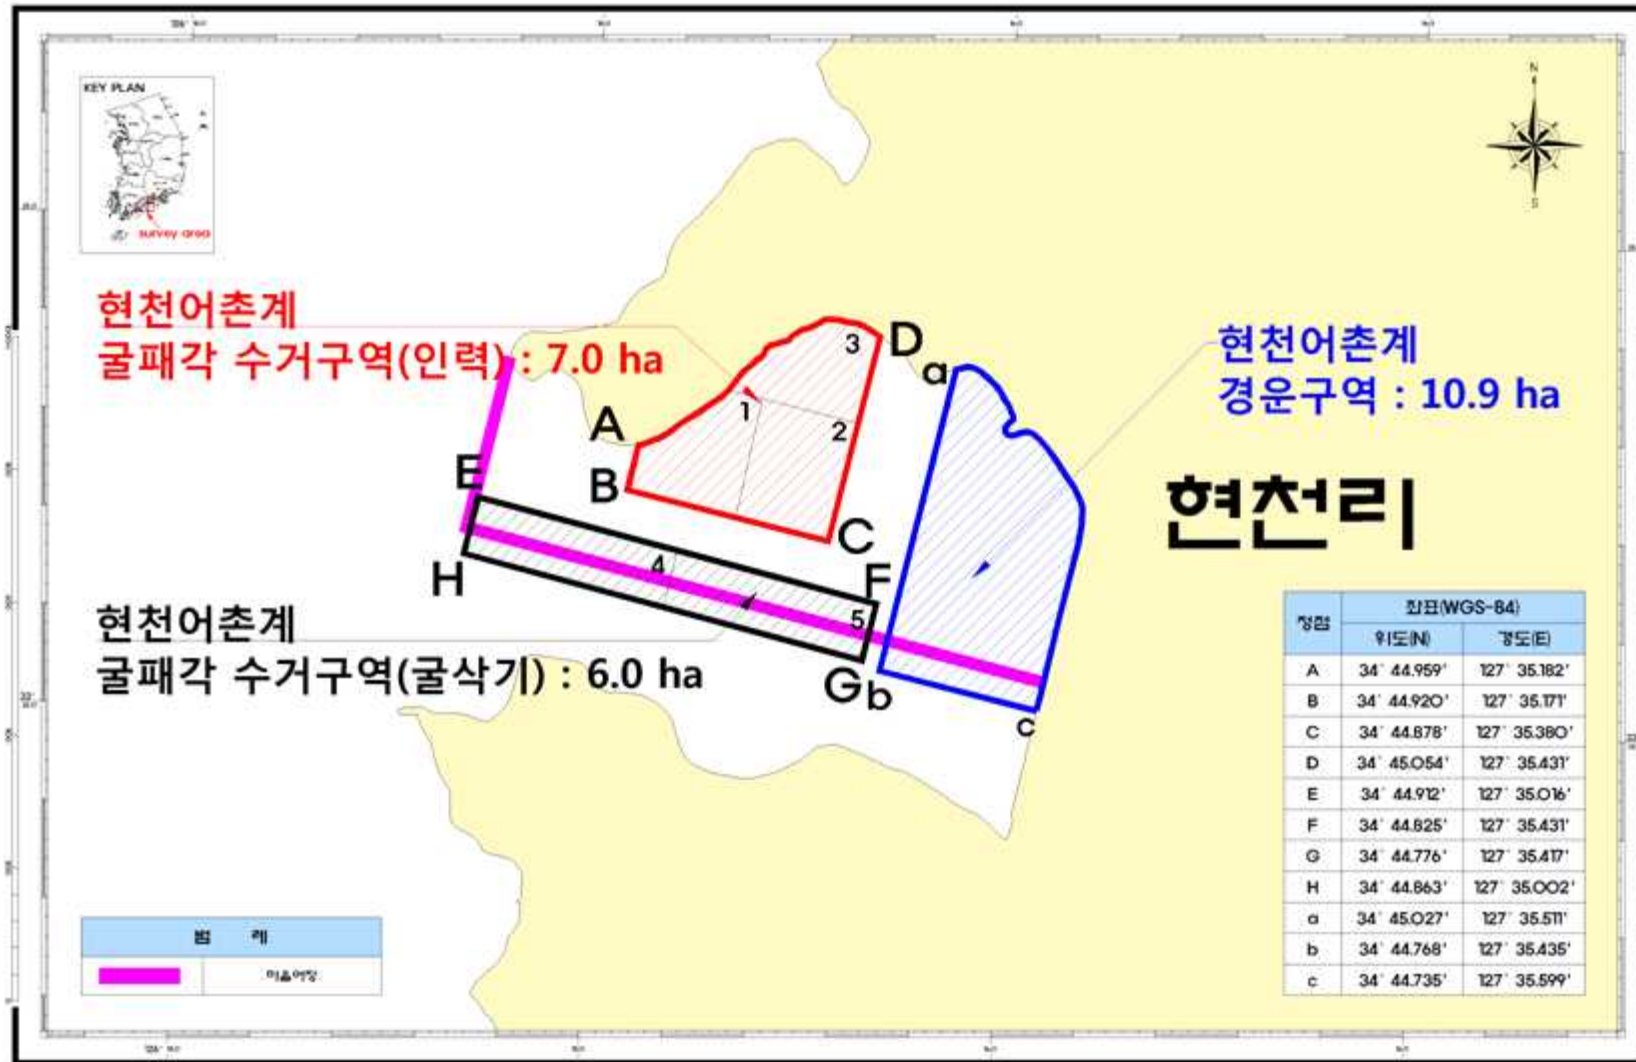 KEY PLAN
survey area
N
S
현천어촌계
굴패각 수거구역(인력) : 7.0 ha
현천어촌계
경운구역 : 10.9 ha
현천리
현천어촌계
굴패각 수거구역(굴삭기) : 6.0 ha
A
B
C
D
E
F
G
H
a
b
c
1
2
3
4
5
정점 좌표(WGS-84)
위도(N) 경도(E)
A 34° 44.959' 127° 35.182'
B 34° 44.920' 127° 35.171'
C 34° 44.878' 127° 35.380'
D 34° 45.054' 127° 35.431'
E 34° 44.912' 127° 35.016'
F 34° 44.825' 127° 35.431'
G 34° 44.776' 127° 35.417'
H 34° 44.863' 127° 35.002'
a 34° 45.027' 127° 35.511'
b 34° 44.768' 127° 35.435'
c 34° 44.735' 127° 35.599'
범 례
마을어장